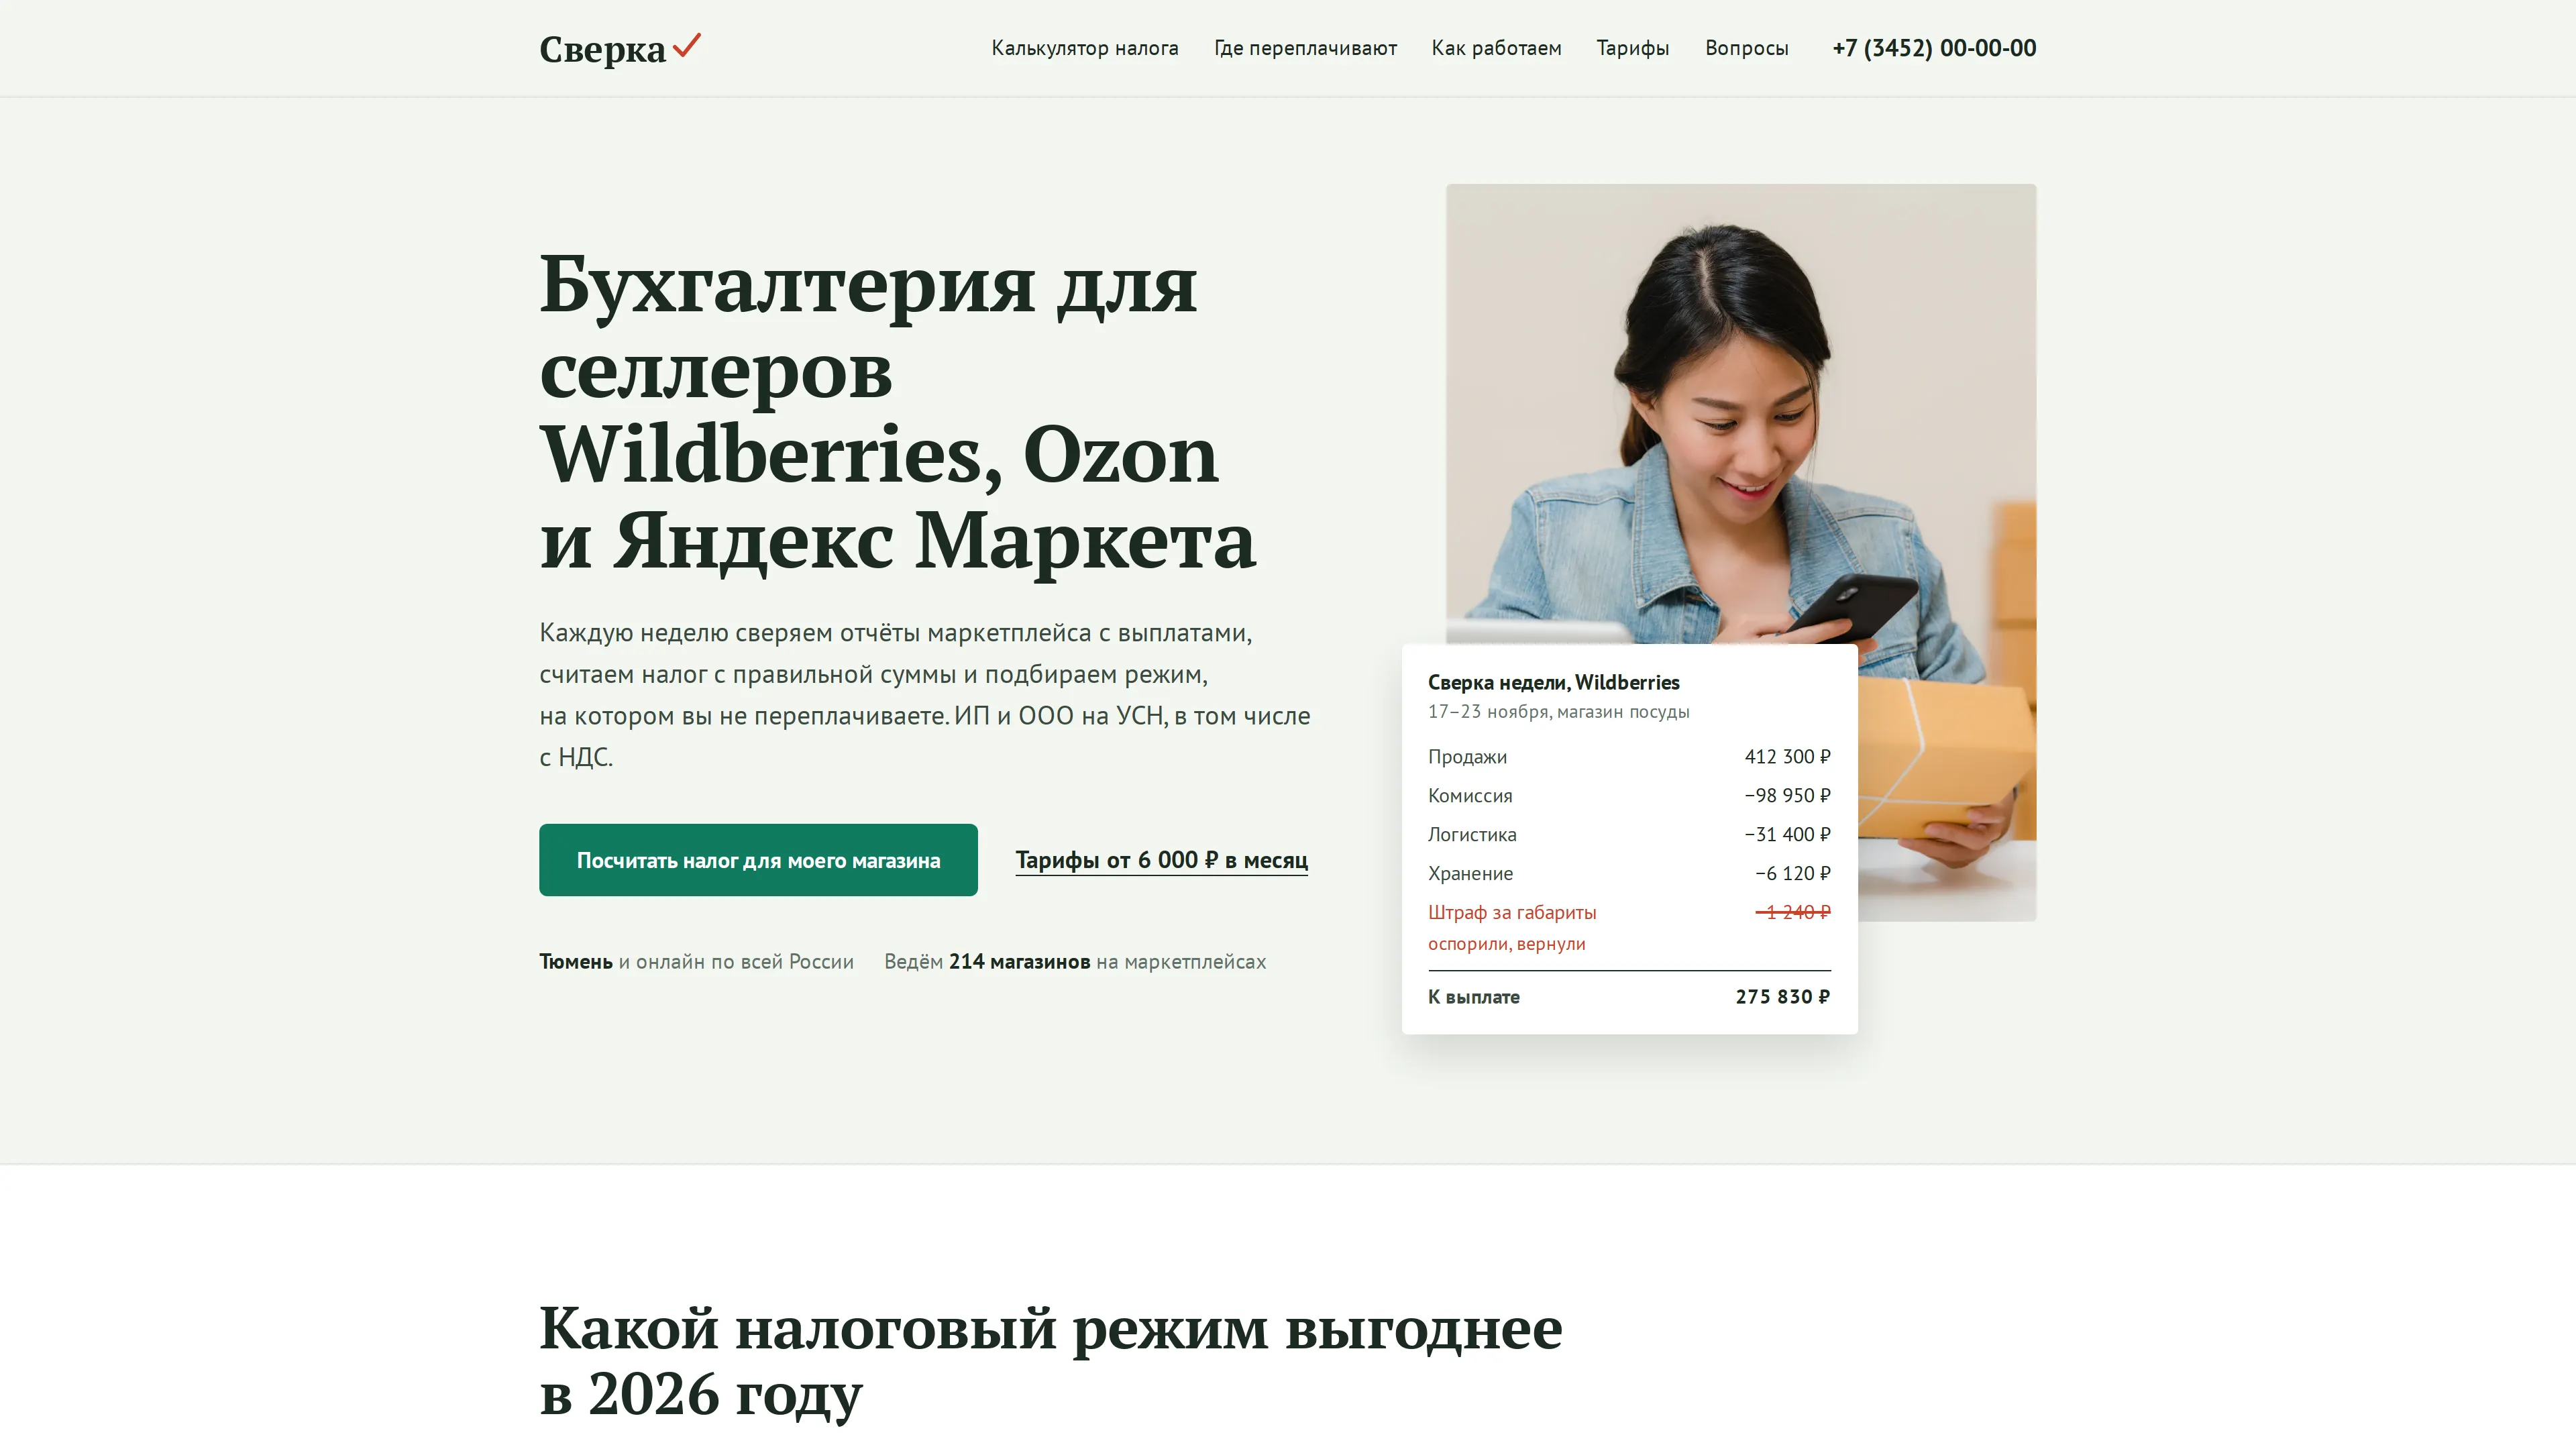 Сверка
Калькулятор налога
Где переплачивают
Как работаем
Тарифы
Вопросы
+7 (3452) 00-00-00
Бухгалтерия для
селлеров
Wildberries, Ozon
и Яндекс Маркета
Каждую неделю сверяем отчёты маркетплейса с выплатами,
считаем налог с правильной суммы и подбираем режим,
на котором вы не переплачиваете. ИП и ООО на УСН, в том числе
с НДС.
Посчитать налог для моего магазина
Тарифы от 6 000 ₽ в месяц
Тюмень и онлайн по всей России
Ведём 214 магазинов на маркетплейсах
Сверка недели, Wildberries
17–23 ноября, магазин посуды
Продажи 412 300 ₽
Комиссия −98 950 ₽
Логистика −31 400 ₽
Хранение −6 120 ₽
Штраф за габариты −1 240 ₽
оспорили, вернули
К выплате 275 830 ₽
Какой налоговый режим выгоднее
в 2026 году